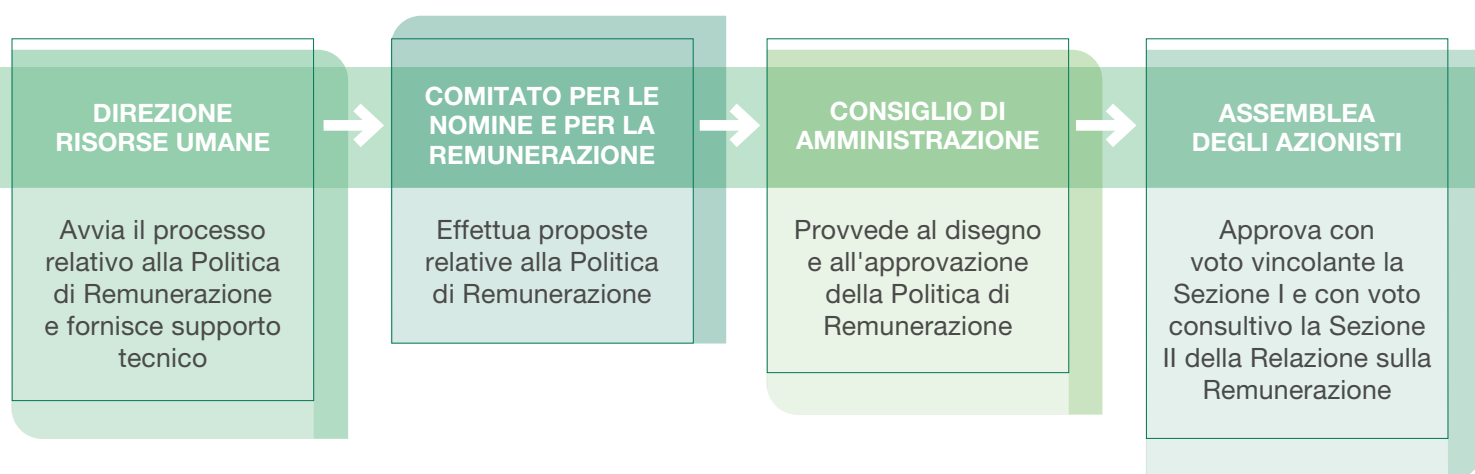 DIREZIONE
RISORSE UMANE
Avvia il processo
relativo alla Politica
di Remunerazione
e fornisce supporto
tecnico
COMITATO PER LE
NOMINE E PER LA
REMUNERAZIONE
Effettua proposte
relative alla Politica
di Remunerazione
CONSIGLIO DI
AMMINISTRAZIONE
Provvede al disegno
e all'approvazione
della Politica di
Remunerazione
ASSEMBLEA
DEGLI AZIONISTI
Approva con
voto vincolante la
Sezione I e con voto
consultivo la Sezione
II della Relazione sulla
Remunerazione